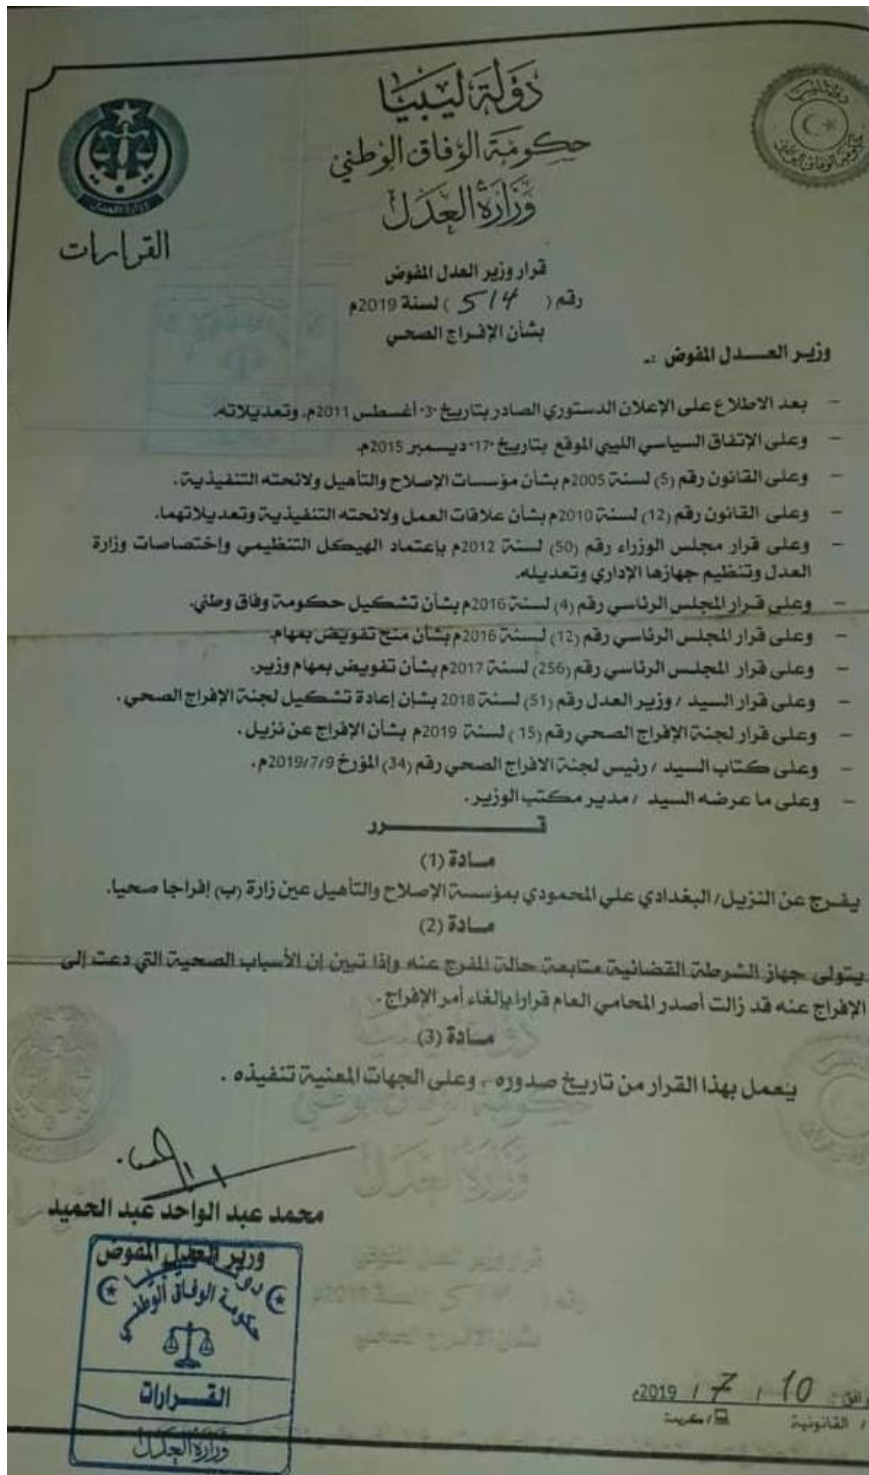 دولة ليبيا
حكومة الوفاق الوطني
وزارة العدل
وزارة العدل
القرارات
قرار وزير العدل المفوض
رقم ( 514 ) لسنة 2019م
بشأن الإفراج الصحي
وزير العدل المفوض :-
- بعد الاطلاع على الإعلان الدستوري الصادر بتاريخ "3" أغسطس 2011م. وتعديلاته.
- وعلى الإتفاق السياسي الليبي الموقع بتاريخ "17" ديسمبر 2015م.
- وعلى القانون رقم (5) لسنة 2005م بشأن مؤسسات الإصلاح والتأهيل ولائحته التنفيذية .
- وعلى القانون رقم (12) لسنة 2010م بشأن علاقات العمل ولائحته التنفيذية وتعديلاتهما.
- وعلى قرار مجلس الوزراء رقم (50) لسنة 2012م بإعتماد الهيكل التنظيمي وإختصاصات وزارة
العدل وتنظيم جهازها الإداري وتعديله.
- وعلى قرار المجلس الرئاسي رقم (4) لسنة 2016م بشأن تشكيل حكومة وفاق وطني.
- وعلى قرار المجلس الرئاسي رقم (12) لسنة 2016م بشأن منح تفويض بمهام.
- وعلى قرار المجلس الرئاسي رقم (256) لسنة 2017م بشأن تفويض بمهام وزير.
- وعلى قرار السيد / وزير العدل رقم (51) لسنة 2018 بشإن إعادة تشكيل لجنة الإفراج الصحي .
- وعلى قرار لجنة الإفراج الصحي رقم (15 ) لسنة 2019م بشأن الإفراج عن نزيل .
- وعلى كتاب السيد / رئيس لجنة الافراج الصحي رقم (34) المؤرخ 2019/7/9م.
- وعلى ما عرضه السيد / مدير مكتب الوزير .
قــــرر
مادة (1)
يفرج عن النزيل/ البغدادي علي المحمودي بمؤسسة الإصلاح والتأهيل عين زارة (ب) إفراجا صحيا.
مادة (2)
يتولى جهاز الشرطة القضائية متابعة حالة المفرج عنه وإذا تبين إن الأسباب الصحية التي دعت إلى
الإفراج عنه قد زالت أصدر المحامي العام قرارا بإلغاء أمر الإفراج .
مادة (3)
يعمل بهذا القرار من تاريخ صدوره ، وعلى الجهات المعنية تنفيذه .
محمد عبد الواحد عبد الحميد
وزير العدل المفوض
دولة ليبيا
حكومة الوفاق الوطني
القرارات
وزارة العدل
10 / 7 / 2019م
/ القانونية / كريمة